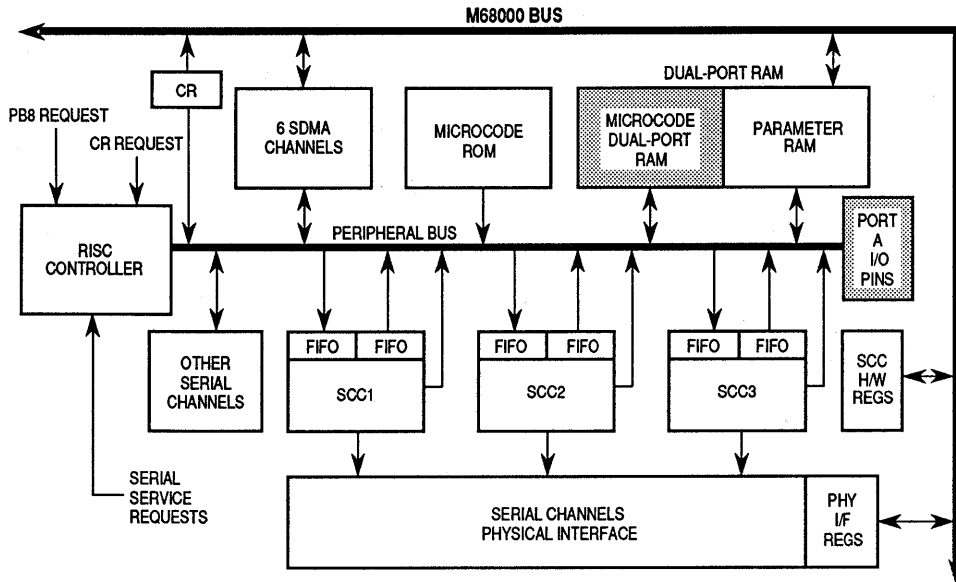 M68000 BUS
CR
DUAL-PORT RAM
PB8 REQUEST
CR REQUEST
6 SDMA
CHANNELS
MICROCODE
ROM
MICROCODE
DUAL-PORT
RAM
PARAMETER
RAM
RISC
CONTROLLER
PERIPHERAL BUS
PORT
A
I/O
PINS
OTHER
SERIAL
CHANNELS
FIFO FIFO
SCC1
FIFO FIFO
SCC2
FIFO FIFO
SCC3
SCC
H/W
REGS
SERIAL
SERVICE
REQUESTS
SERIAL CHANNELS
PHYSICAL INTERFACE
PHY
I/F
REGS